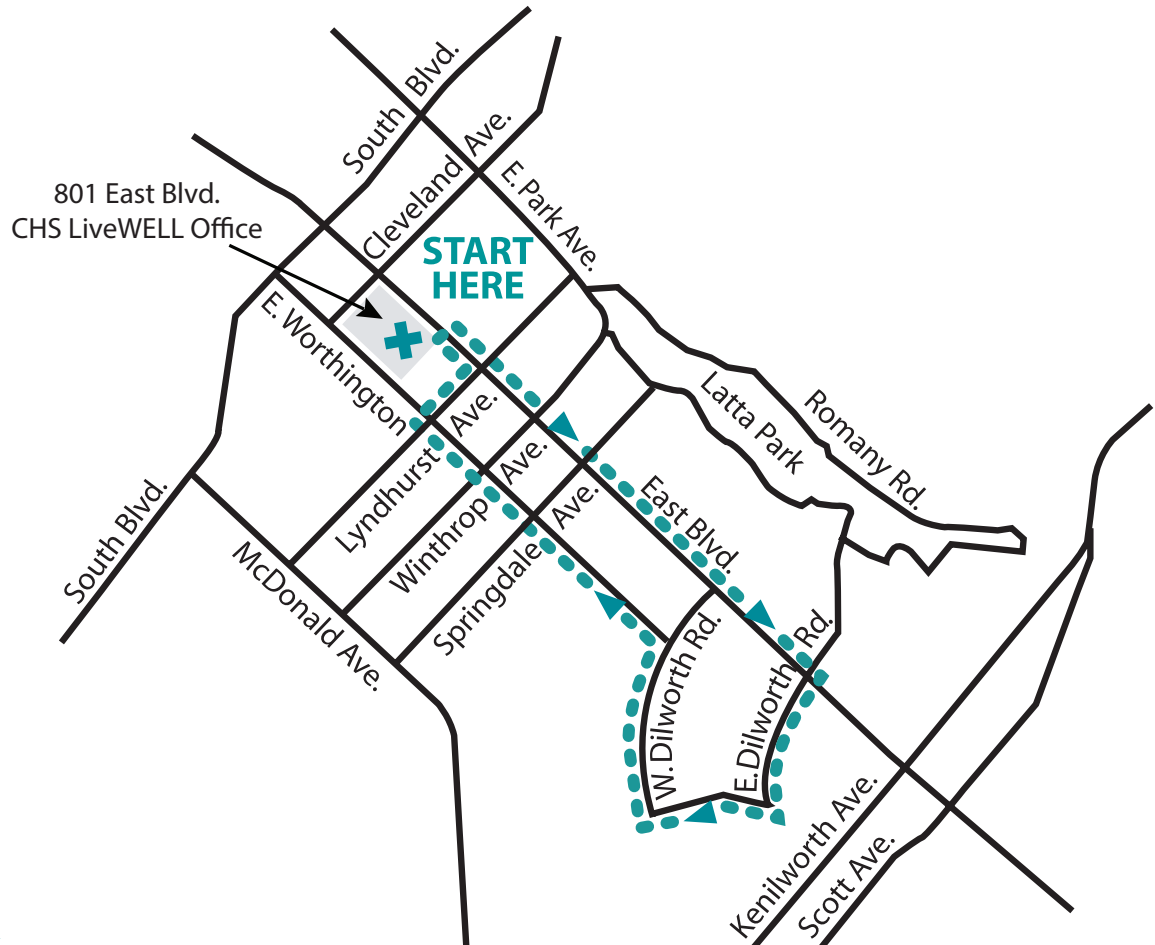 South Blvd.
Cleveland Ave.
E. Park Ave.
801 East Blvd.
CHS LiveWELL Office
START
HERE
E. Worthington
Lyndhurst Ave.
Winthrop Ave.
Springdale Ave.
Latta Park
Romany Rd.
East Blvd.
South Blvd.
McDonald Ave.
W. Dilworth Rd.
E. Dilworth Rd.
Kenilworth Ave.
Scott Ave.